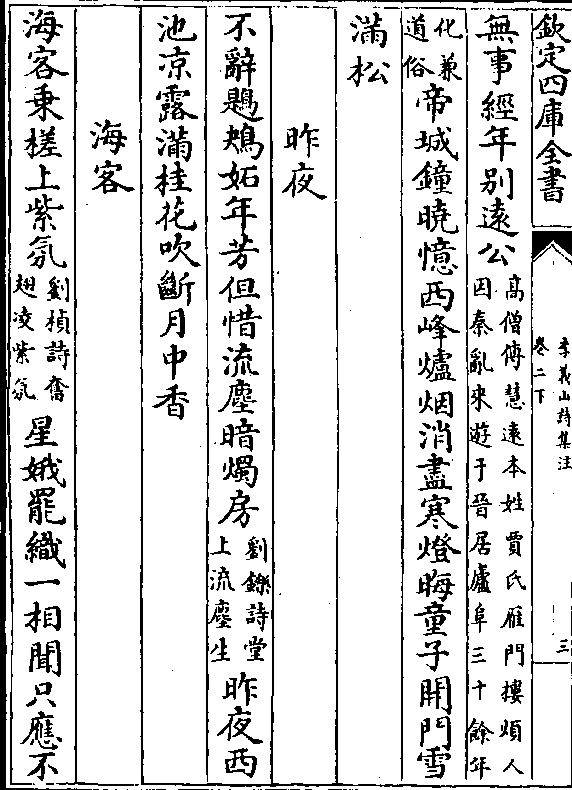 欽定四庫全書
李義山詩集注
卷二下
三
無事經年别遠公
髙僧傳慧遠本姓賈氏雁門樓煩人
因秦亂來遊于晉居廬阜三十餘年
化兼
道俗
帝城鐘曉憶西峰爐烟消盡寒燈晦童子開門雪
滿松
昨夜
不辭鶗鴂妬年芳但惜流塵暗燭房
劉鑠詩堂
上流塵生
昨夜西
池凉露滿桂花吹斷月中香
海客
海客乗槎上紫氛
劉楨詩奮
翅凌紫氛
星娥罷織一相聞只應不